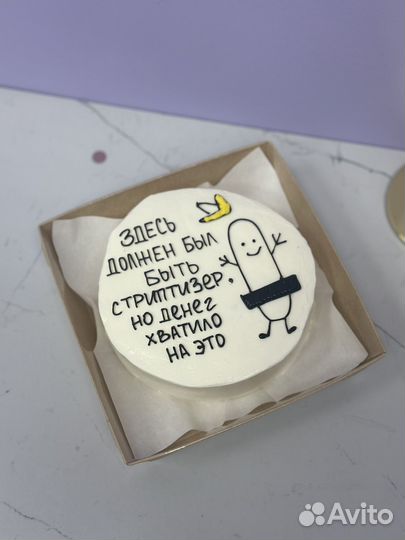 ЗДЕСЬ
ДОЛЖЕН БЫЛ
БЫТЬ
СТРИПТИЗЕР,
НО ДЕНЕГ
ХВАТИЛО
НА ЭТО
Avito